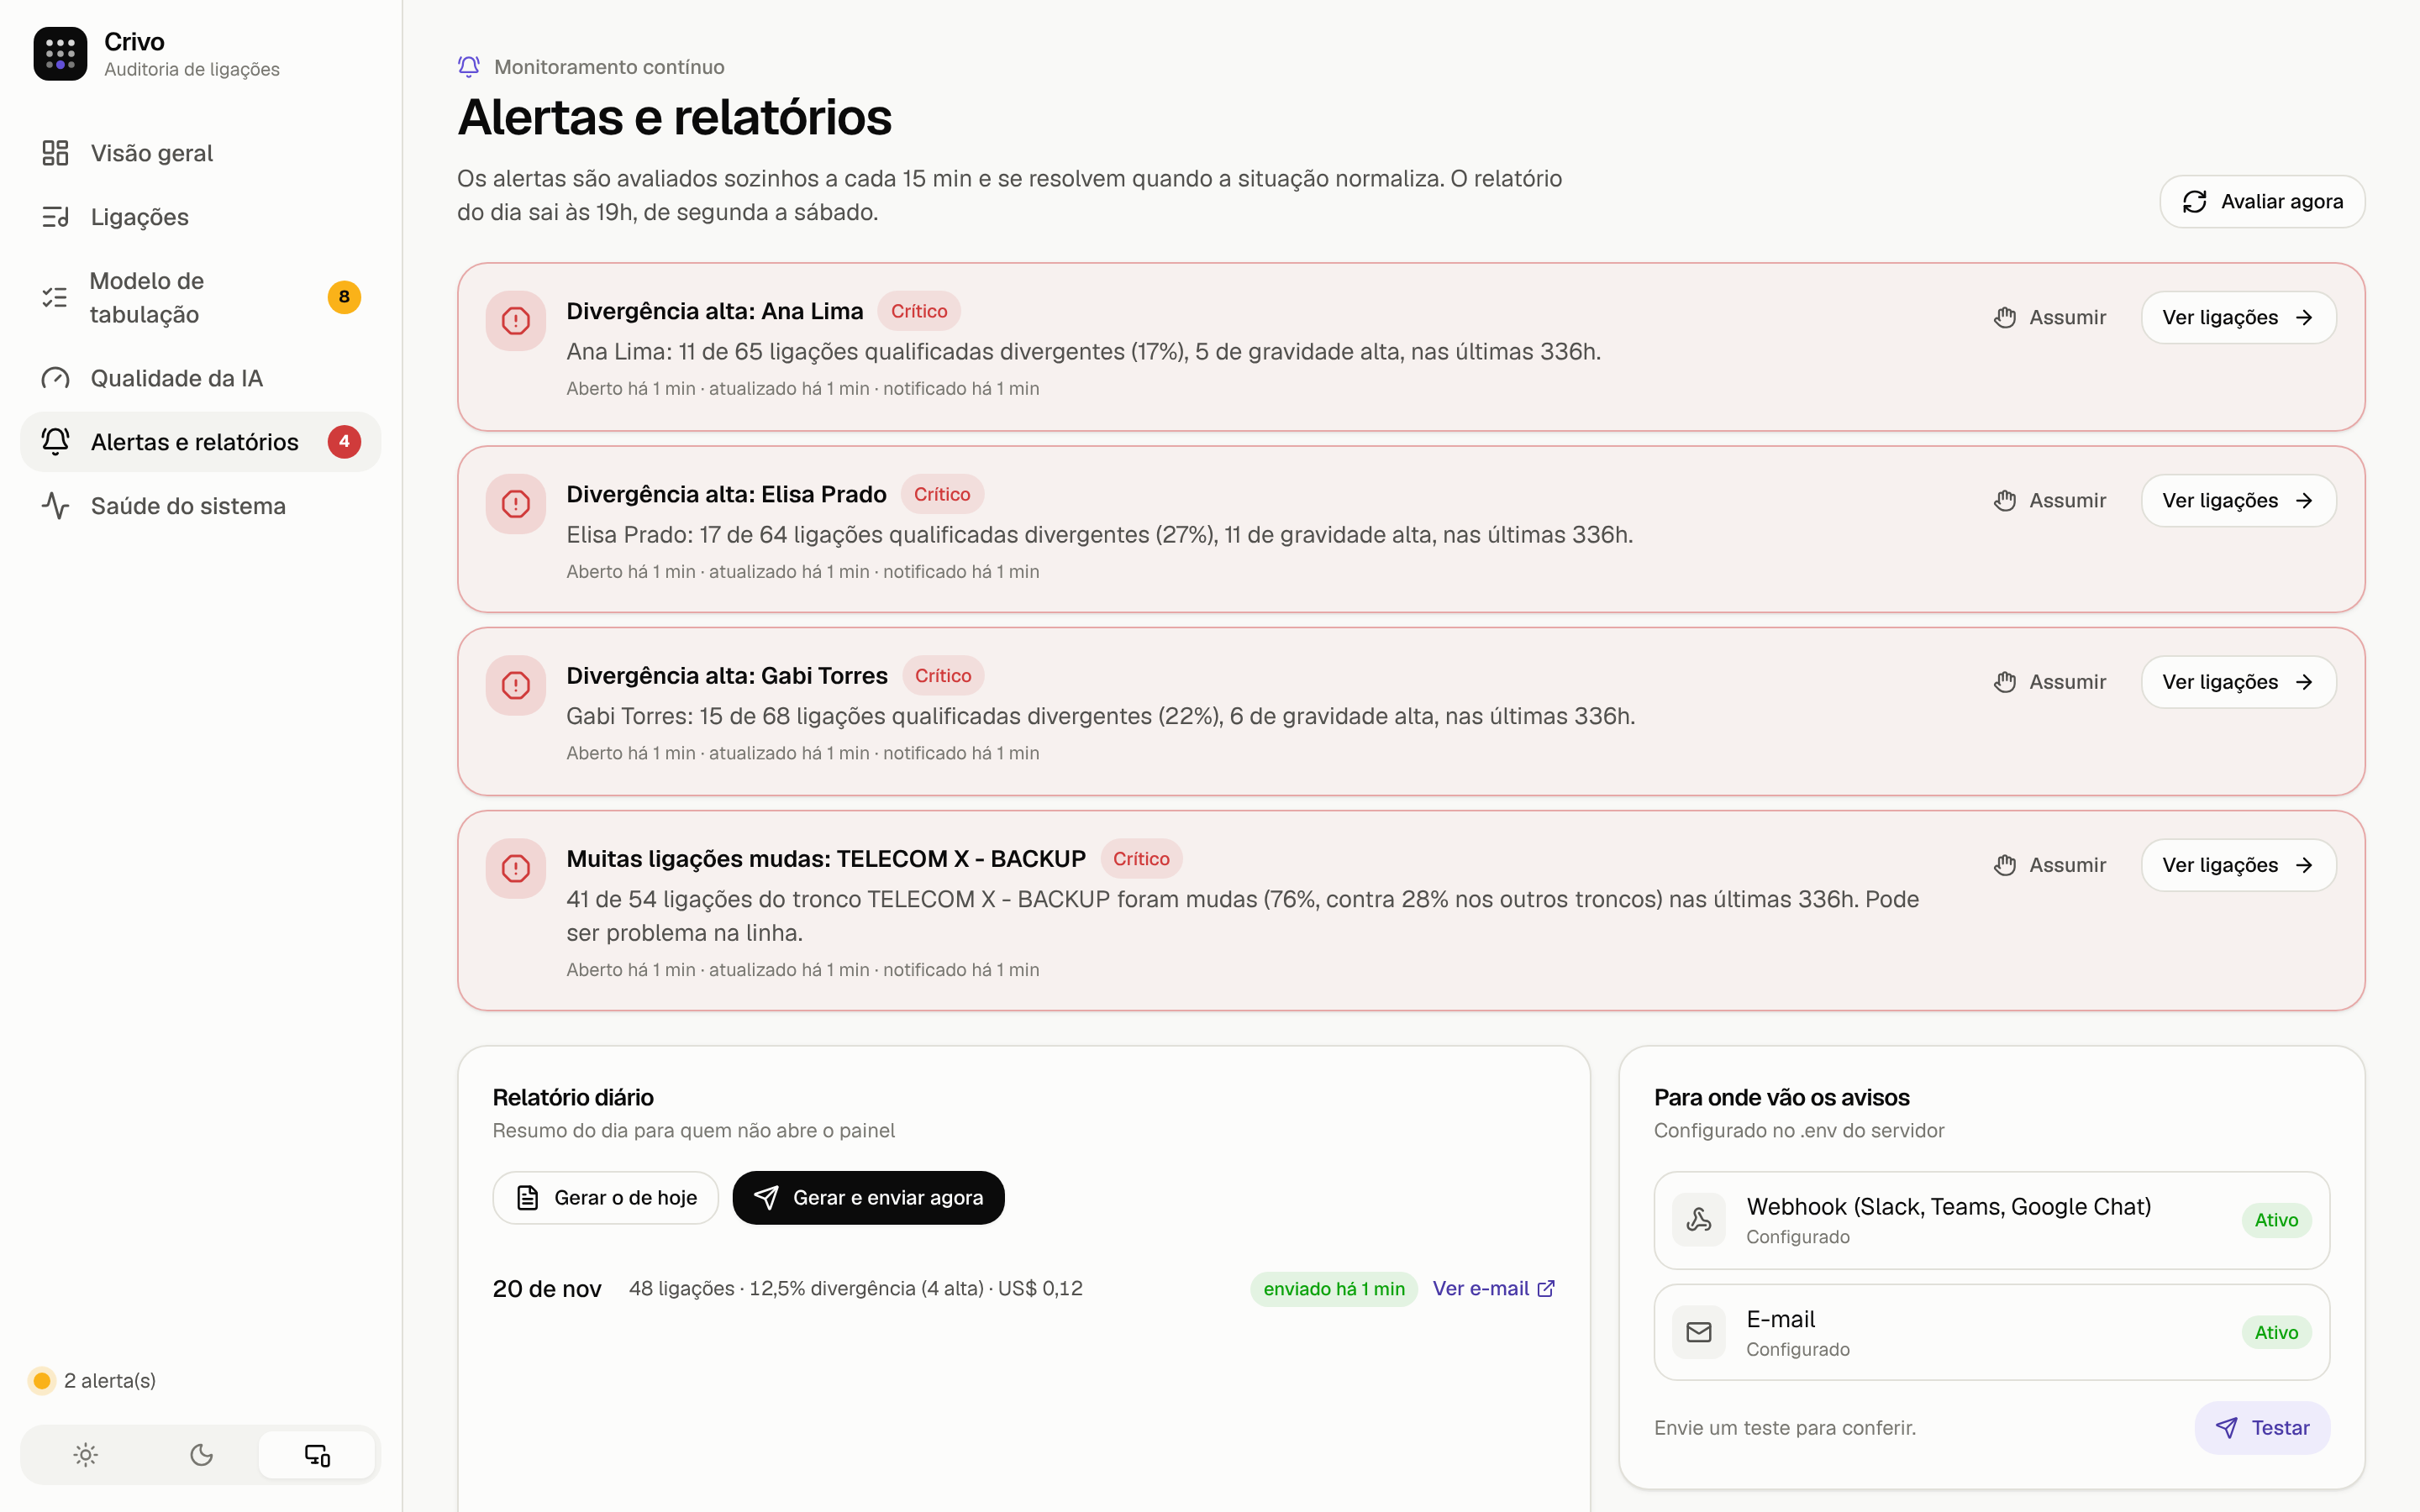 Crivo
Auditoria de ligações
Visão geral
Ligações
Modelo de
tabulação
8
Qualidade da IA
Alertas e relatórios
4
Saúde do sistema
2 alerta(s)
Monitoramento contínuo
Alertas e relatórios
Os alertas são avaliados sozinhos a cada 15 min e se resolvem quando a situação normaliza. O relatório
do dia sai às 19h, de segunda a sábado.
Avaliar agora
Divergência alta: Ana Lima
Crítico
Ana Lima: 11 de 65 ligações qualificadas divergentes (17%), 5 de gravidade alta, nas últimas 336h.
Aberto há 1 min · atualizado há 1 min · notificado há 1 min
Assumir
Ver ligações
Divergência alta: Elisa Prado
Crítico
Elisa Prado: 17 de 64 ligações qualificadas divergentes (27%), 11 de gravidade alta, nas últimas 336h.
Aberto há 1 min · atualizado há 1 min · notificado há 1 min
Assumir
Ver ligações
Divergência alta: Gabi Torres
Crítico
Gabi Torres: 15 de 68 ligações qualificadas divergentes (22%), 6 de gravidade alta, nas últimas 336h.
Aberto há 1 min · atualizado há 1 min · notificado há 1 min
Assumir
Ver ligações
Muitas ligações mudas: TELECOM X - BACKUP
Crítico
41 de 54 ligações do tronco TELECOM X - BACKUP foram mudas (76%, contra 28% nos outros troncos) nas últimas 336h. Pode
ser problema na linha.
Aberto há 1 min · atualizado há 1 min · notificado há 1 min
Assumir
Ver ligações
Relatório diário
Resumo do dia para quem não abre o painel
Gerar o de hoje
Gerar e enviar agora
20 de nov
48 ligações · 12,5% divergência (4 alta) · US$ 0,12
enviado há 1 min
Ver e-mail
Para onde vão os avisos
Configurado no .env do servidor
Webhook (Slack, Teams, Google Chat)
Configurado
Ativo
E-mail
Configurado
Ativo
Envie um teste para conferir.
Testar